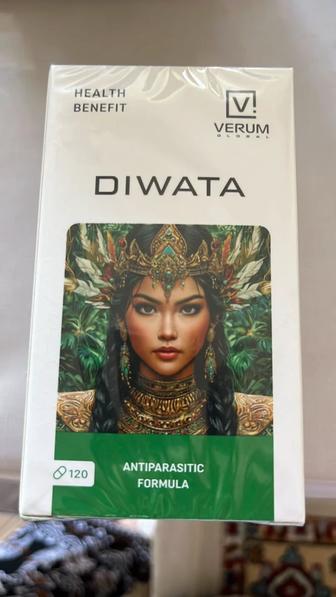 HEALTH
BENEFIT
V!
VERUM
GLOBAL
DIWATA
120
ANTIPARASITIC
FORMULA